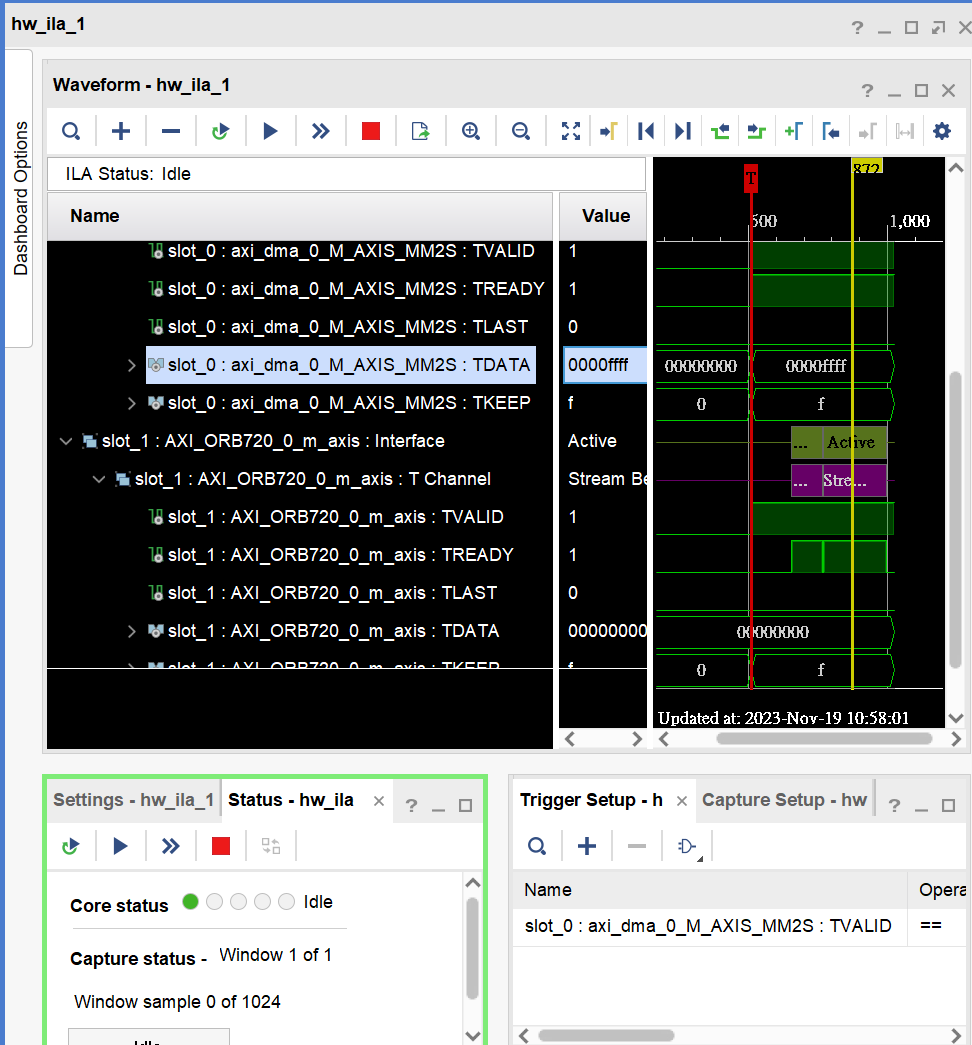 hw_ila_1
Dashboard Options
Waveform - hw_ila_1
ILA Status: Idle
Name Value
872
500 1,000
slot_0 : axi_dma_0_M_AXIS_MM2S : TVALID 1
slot_0 : axi_dma_0_M_AXIS_MM2S : TREADY 1
slot_0 : axi_dma_0_M_AXIS_MM2S : TLAST 0
slot_0 : axi_dma_0_M_AXIS_MM2S : TDATA 0000ffff 00000000 0000ffff
slot_0 : axi_dma_0_M_AXIS_MM2S : TKEEP f 0 f
slot_1 : AXI_ORB720_0_m_axis : Interface Active ... Active
slot_1 : AXI_ORB720_0_m_axis : T Channel Stream Be ... Stre...
slot_1 : AXI_ORB720_0_m_axis : TVALID 1
slot_1 : AXI_ORB720_0_m_axis : TREADY 1
slot_1 : AXI_ORB720_0_m_axis : TLAST 0
slot_1 : AXI_ORB720_0_m_axis : TDATA 00000000 00000000
slot_1 : AXI_ORB720_0_m_axis : TKEEP f 0 f
Updated at: 2023-Nov-19 10:58:01
Settings - hw_ila_1 Status - hw_ila
Core status Idle
Capture status - Window 1 of 1
Window sample 0 of 1024
Idle
Trigger Setup - h Capture Setup - hw
Name Opera
slot_0 : axi_dma_0_M_AXIS_MM2S : TVALID ==